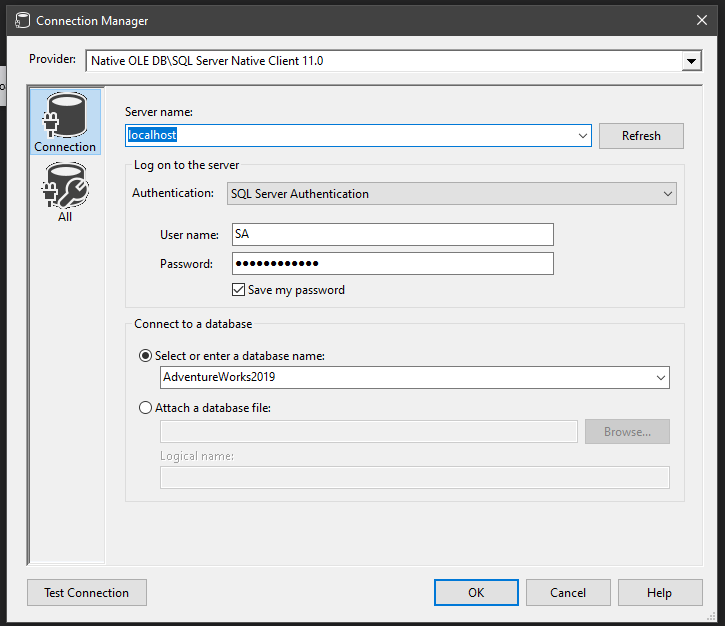 Connection Manager
Provider: Native OLE DB\SQL Server Native Client 11.0
Connection
All
Server name:
localhost
Refresh
Log on to the server
Authentication: SQL Server Authentication
User name: SA
Password: ●●●●●●●●●●●●
Save my password
Connect to a database
Select or enter a database name:
AdventureWorks2019
Attach a database file:
Browse...
Logical name:
Test Connection
OK
Cancel
Help